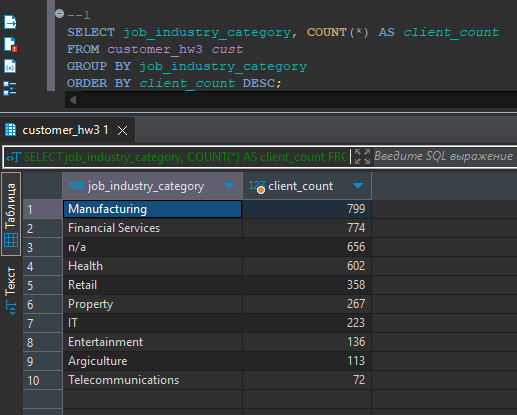 --1
SELECT job_industry_category, COUNT(*) AS client_count
FROM customer_hw3 cust
GROUP BY job_industry_category
ORDER BY client_count DESC;
customer_hw3 1
SELECT job_industry_category, COUNT(*) AS client_count FRO
Введите SQL выражение
Таблица
Текст
job_industry_category 123 client_count
1 Manufacturing 799
2 Financial Services 774
3 n/a 656
4 Health 602
5 Retail 358
6 Property 267
7 IT 223
8 Entertainment 136
9 Argiculture 113
10 Telecommunications 72